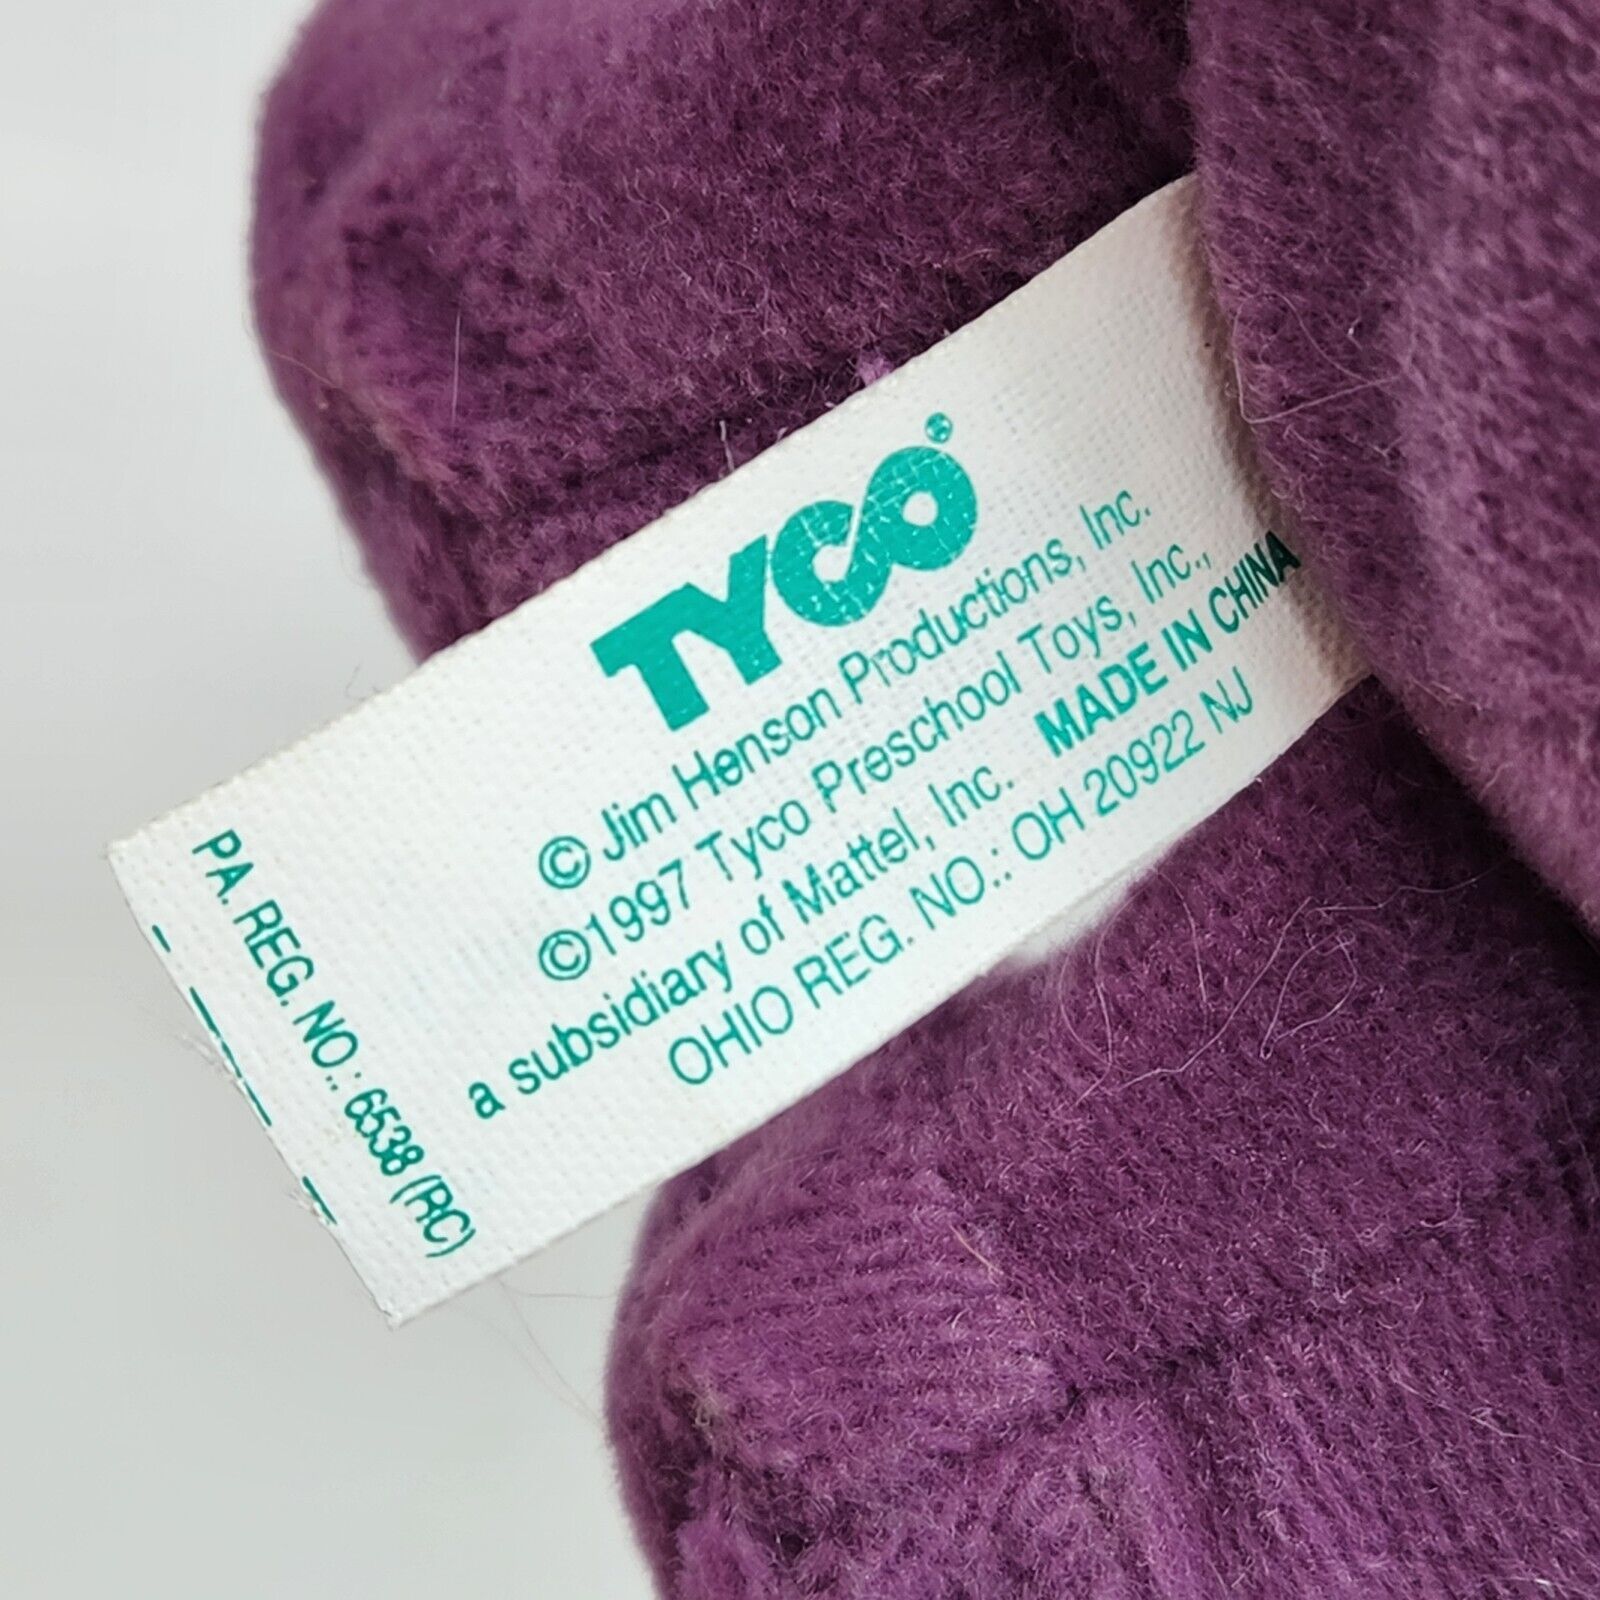 TYCO®
© Jim Henson Productions, Inc.
©1997 Tyco Preschool Toys, Inc.,
a subsidiary of Mattel, Inc. MADE IN CHINA
OHIO REG. NO.: OH 20922 NJ
PA. REG. NO.: 6538 (RC)